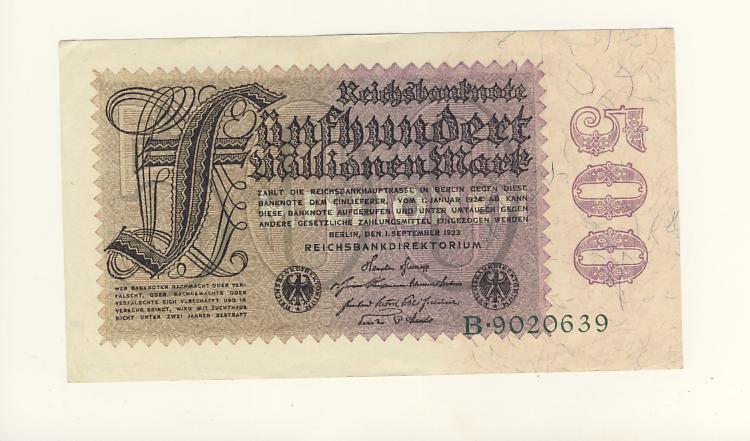 Reichsbanknote
Fünfhundert
Millionen Mark
ZAHLT DIE REICHSBANKHAUPTKASSE IN BERLIN GEGEN DIESE
BANKNOTE DEM EINLIEFERER. VOM 1. JANUAR 1924 AB KANN
DIESE BANKNOTE AUFGERUFEN UND UNTER UMTAUSCH GEGEN
ANDERE GESETZLICHE ZAHLUNGSMITTEL EINGEZOGEN WERDEN
BERLIN, DEN 1. SEPTEMBER 1923
REICHSBANKDIREKTORIUM
WER BANKNOTEN NACHMACHT ODER VER-
FÄLSCHT, ODER NACHGEMACHTE ODER
VERFÄLSCHTE SICH VERSCHAFFT UND IN
VERKEHR BRINGT, WIRD MIT ZUCHTHAUS
NICHT UNTER ZWEI JAHREN BESTRAFT
REICHSBANKDIREKTORIUM
REICHSBANKDIREKTORIUM
B·9020639
500